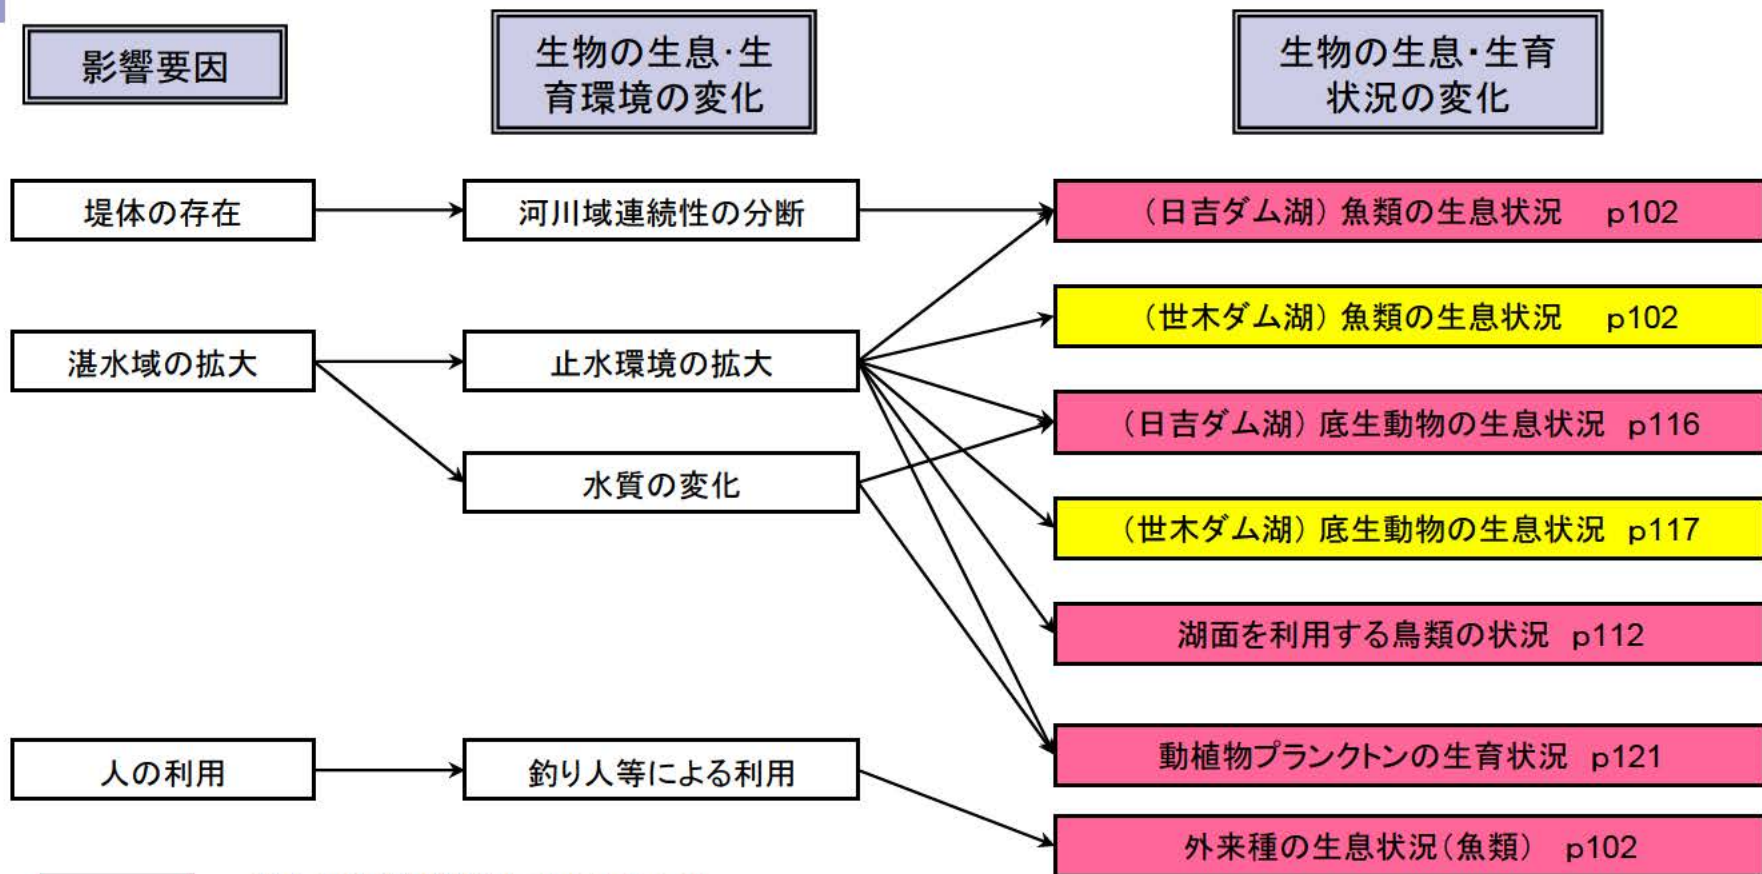 影響要因
生物の生息･生
育環境の変化
生物の生息・生育
状況の変化
堤体の存在
河川域連続性の分断
（日吉ダム湖）魚類の生息状況　p102
（世木ダム湖）魚類の生息状況　p102
湛水域の拡大
止水環境の拡大
（日吉ダム湖）底生動物の生息状況　p116
水質の変化
（世木ダム湖）底生動物の生息状況　p117
湖面を利用する鳥類の状況　p112
人の利用
釣り人等による利用
動植物プランクトンの生育状況　p121
外来種の生息状況（魚類）　p102